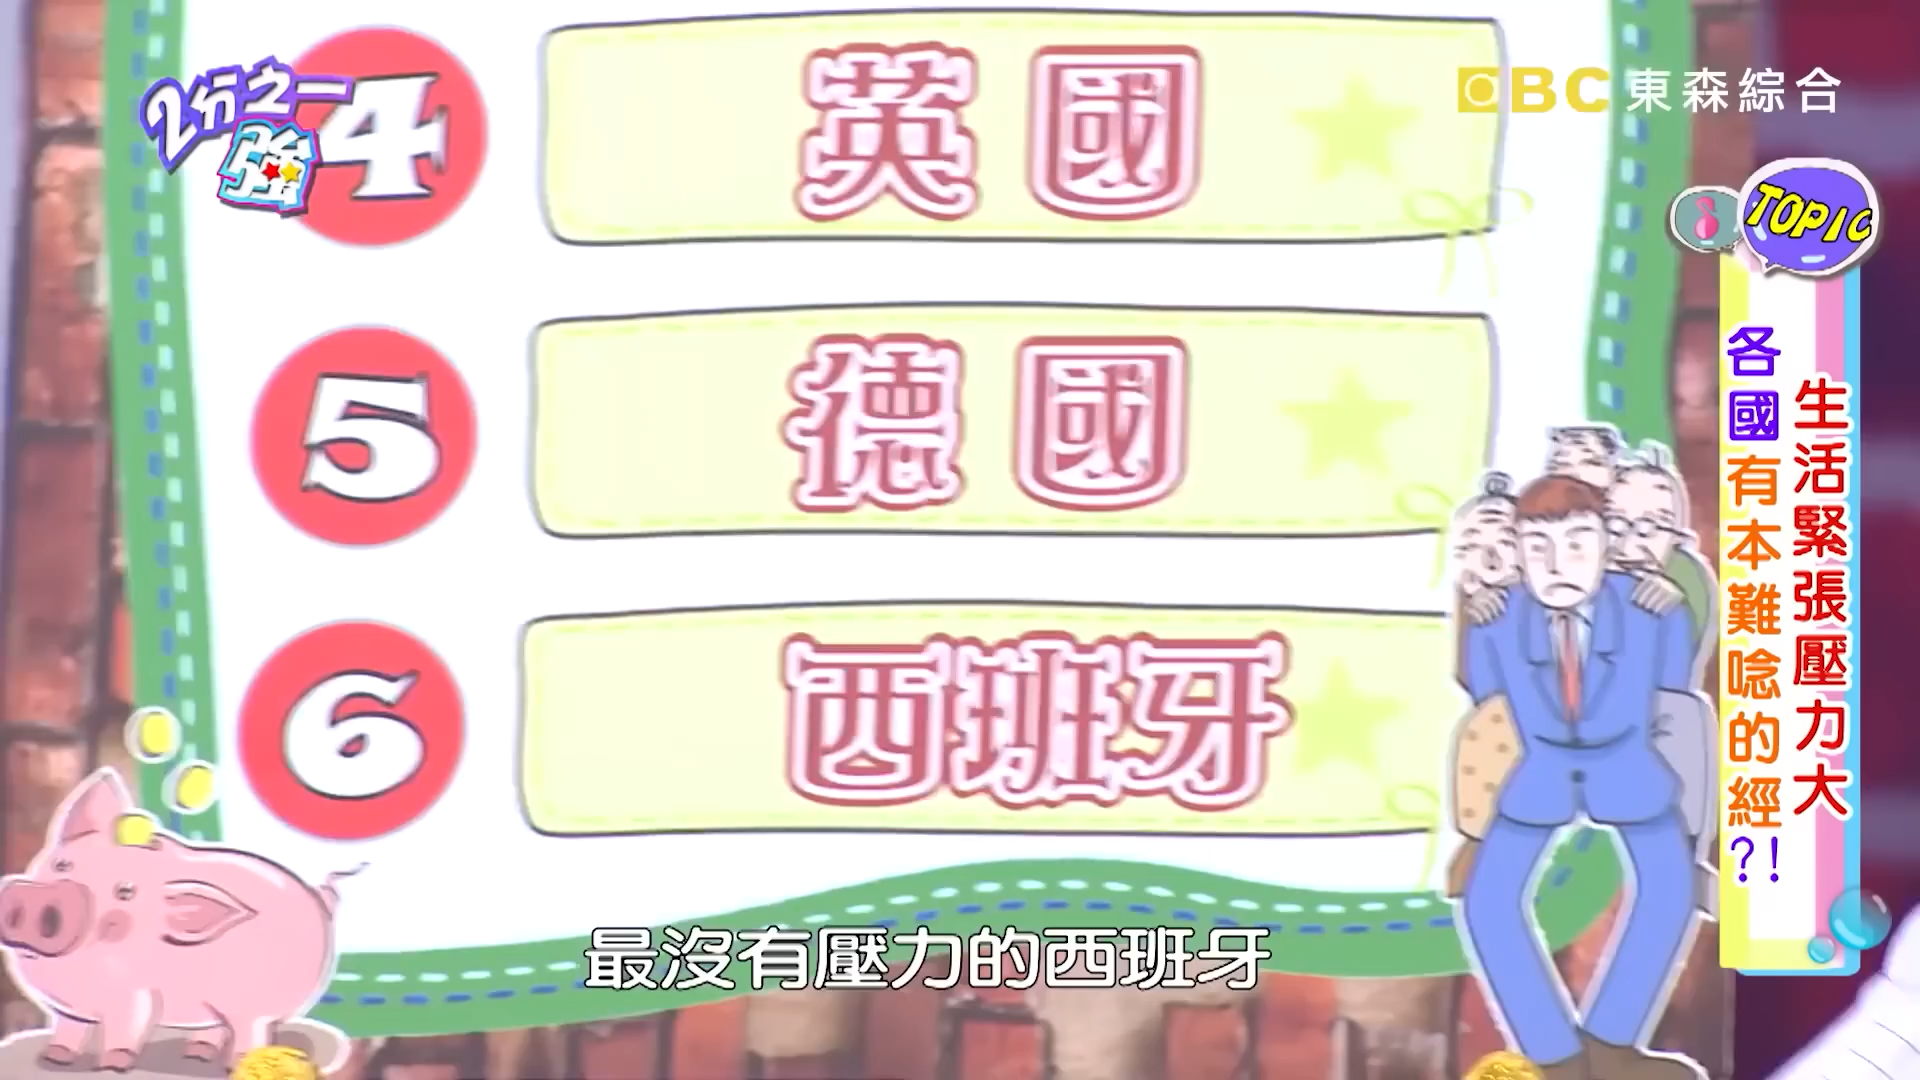 2分之一強
4 英國
EBC 東森綜合
TOPIC
生活緊張壓力大
各國有本難唸的經?!
5 德國
6 西班牙
最沒有壓力的西班牙